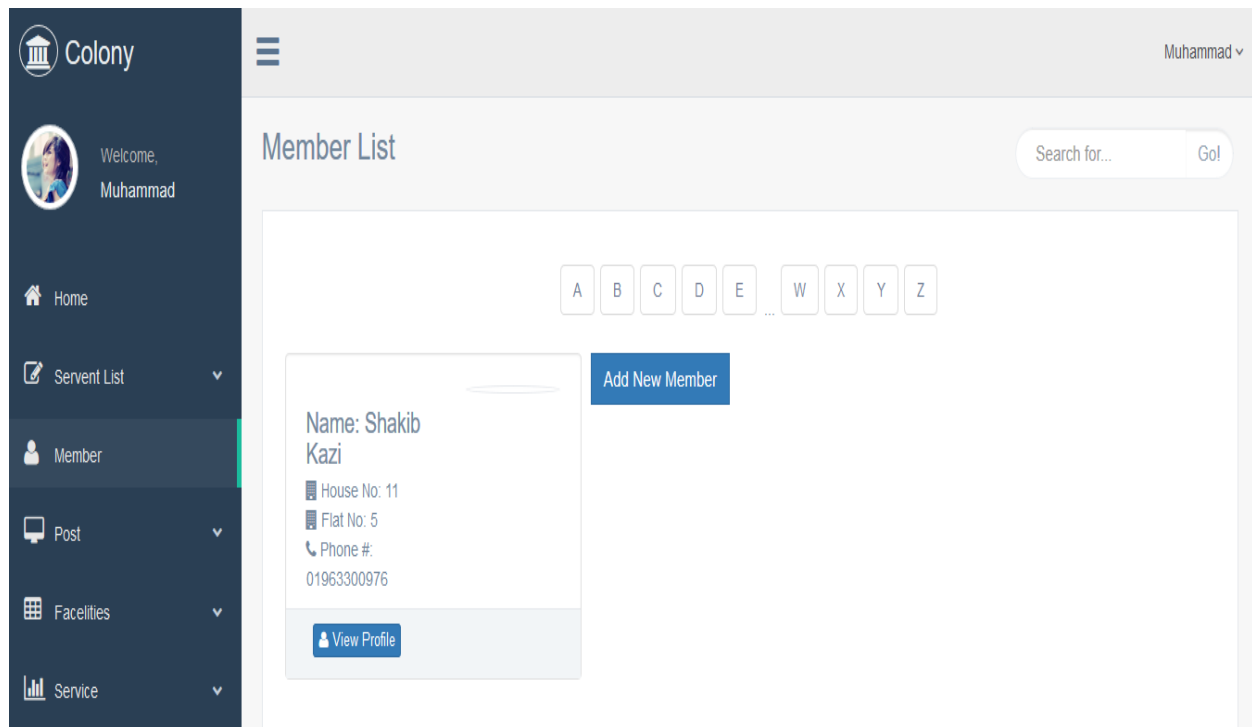 Colony
Muhammad
Welcome,
Muhammad
Member List
Search for...
Go!
A B C D E ... W X Y Z
Home
Servent List
Member
Post
Facelities
Service
Add New Member
Name: Shakib
Kazi
House No: 11
Flat No: 5
Phone #:
01963300976
View Profile